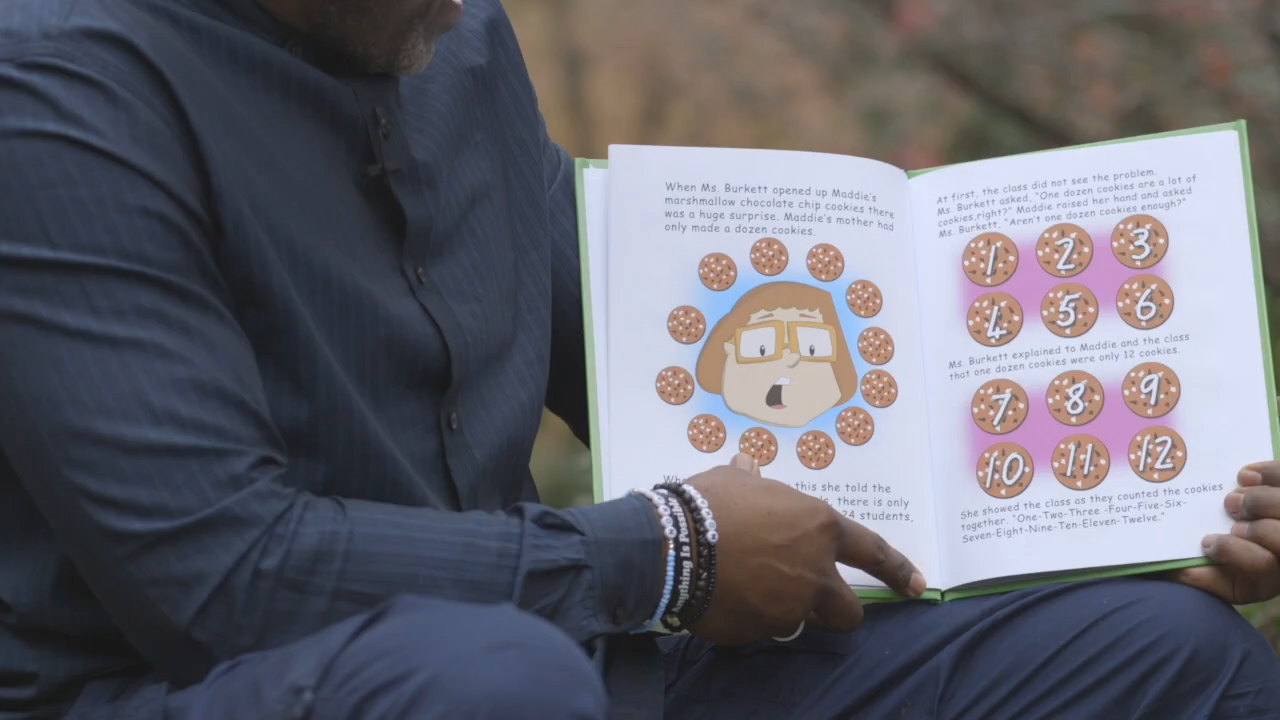 When Ms. Burkett opened up Maddie's
marshmallow chocolate chip cookies there
was a huge surprise. Maddie's mother had
only made a dozen cookies.
this she told the
there is only
24 students,
At first, the class did not see the problem.
Ms. Burkett asked, "One dozen cookies are a lot of
cookies,right?" Maddie raised her hand and asked
Ms. Burkett, "Aren't one dozen cookies enough?"
1 2 3
4 5 6
Ms. Burkett explained to Maddie and the class
that one dozen cookies were only 12 cookies.
7 8 9
10 11 12
She showed the class as they counted the cookies
together. "One-Two-Three -Four-Five-Six-
Seven-Eight-Nine-Ten-Eleven-Twelve."
Anything Is Possible